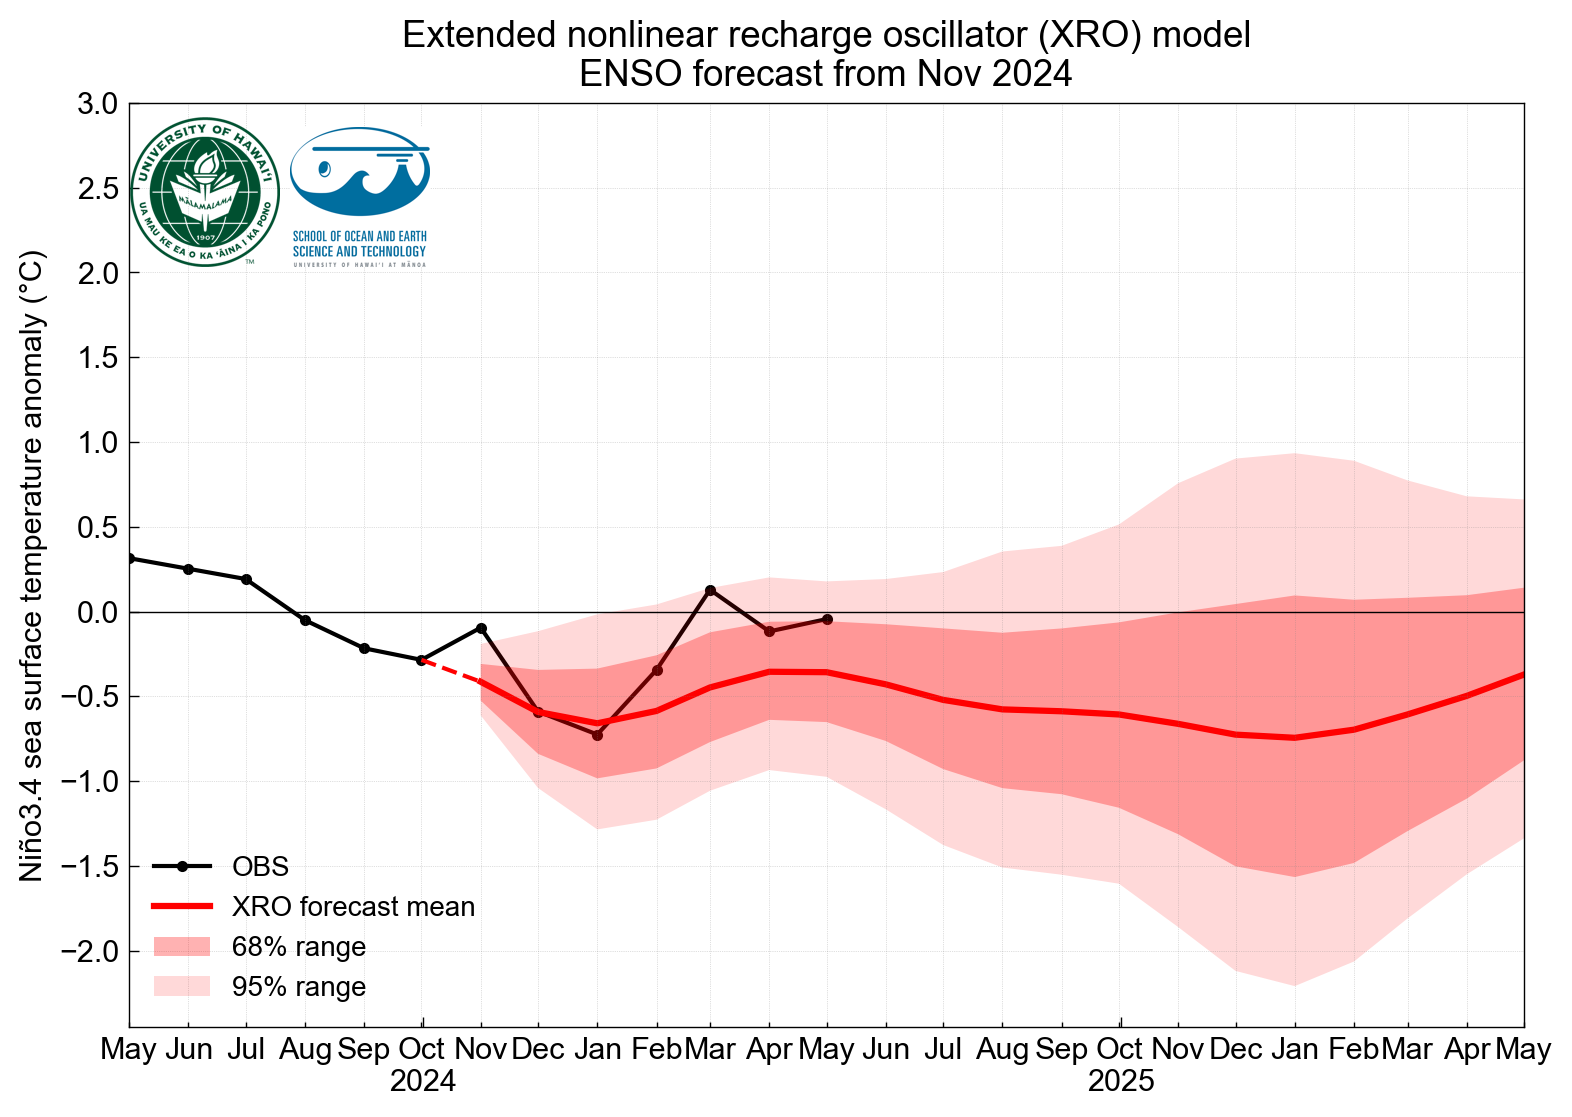 Extended nonlinear recharge oscillator (XRO) model
ENSO forecast from Nov 2024
UNIVERSITY OF HAWAI'I
MĀLAMALAMA
1907
UA MAU KE EA O KA 'ĀINA I KA PONO
TM
SCHOOL OF OCEAN AND EARTH
SCIENCE AND TECHNOLOGY
UNIVERSITY OF HAWAI'I AT MĀNOA
Niño3.4 sea surface temperature anomaly (°C)
3.0
2.5
2.0
1.5
1.0
0.5
0.0
−0.5
−1.0
−1.5
−2.0
OBS
XRO forecast mean
68% range
95% range
May Jun Jul Aug Sep Oct Nov Dec Jan Feb Mar Apr May Jun Jul Aug Sep Oct Nov Dec Jan Feb Mar Apr May
2024 2025